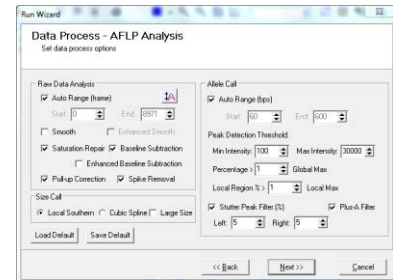 Run Wizard
Data Process - AFLP Analysis
Set data process options
Raw Data Analysis
Auto Range (frame)
Start: 0 End: 8971
Smooth Enhanced Smooth
Saturation Repair Baseline Subtraction
Enhanced Baseline Subtraction
Pull-up Correction Spike Removal
Size Call
Local Southern Cubic Spline Large Size
Load Default Save Default
Allele Call
Auto Range (bps)
Start: 60 End: 600
Peak Detection Threshold:
Min Intensity: 100 Max Intensity: 30000
Percentage > 1 Global Max
Local Region % > 1 Local Max
Stutter Peak Filter (%) Plus-A Filter
Left: 5 Right: 5
<< Back Next >> Cancel